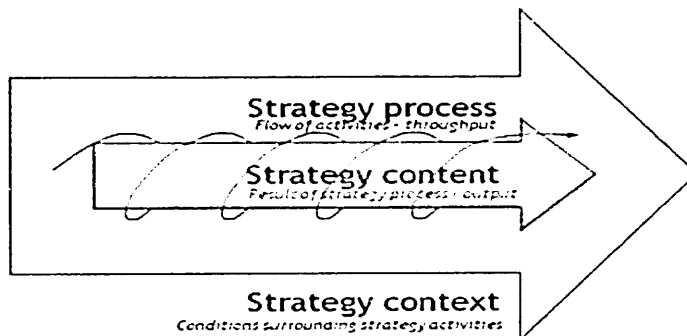 Strategy process
Flow of activities - throughput
Strategy content
Result of strategy process - output
Strategy context
Conditions surrounding strategy activities